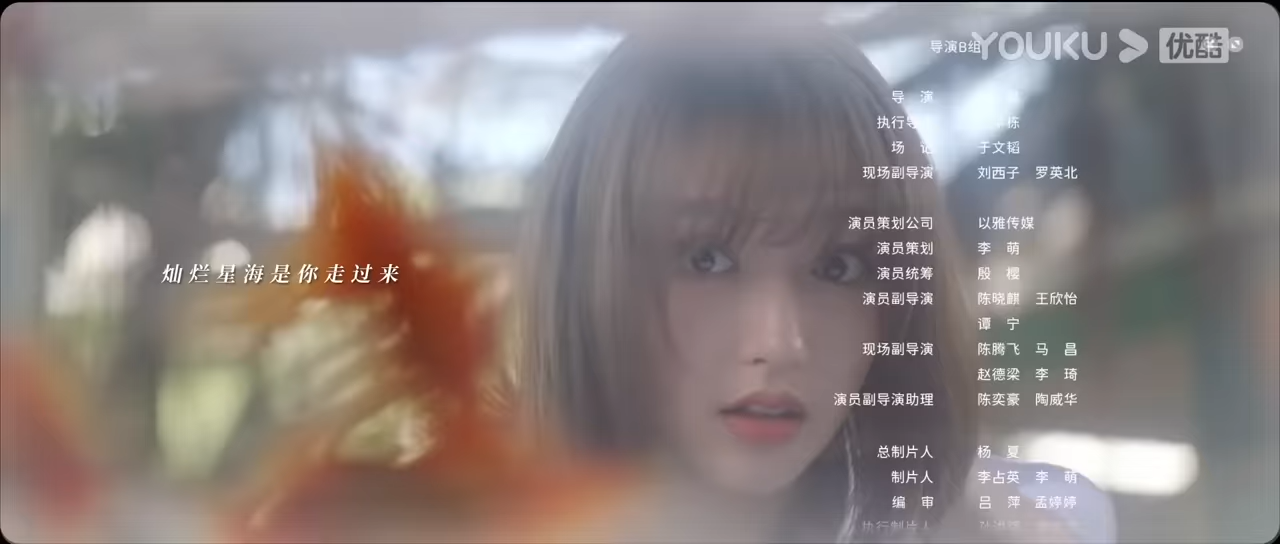 导演B组
YOUKU 优酷
导 演
执行导 栋
场 记 于文韬
现场副导演 刘西子 罗英北
演员策划公司 以雅传媒
演员策划 李 萌
灿烂星海是你走过来
演员统筹 殷 樱
演员副导演 陈晓麒 王欣怡
谭 宁
现场副导演 陈腾飞 马 昌
赵德梁 李 琦
演员副导演助理 陈奕豪 陶威华
总制片人 杨 夏
制片人 李占英 李 萌
编 审 吕 萍 孟婷婷
执行制片人